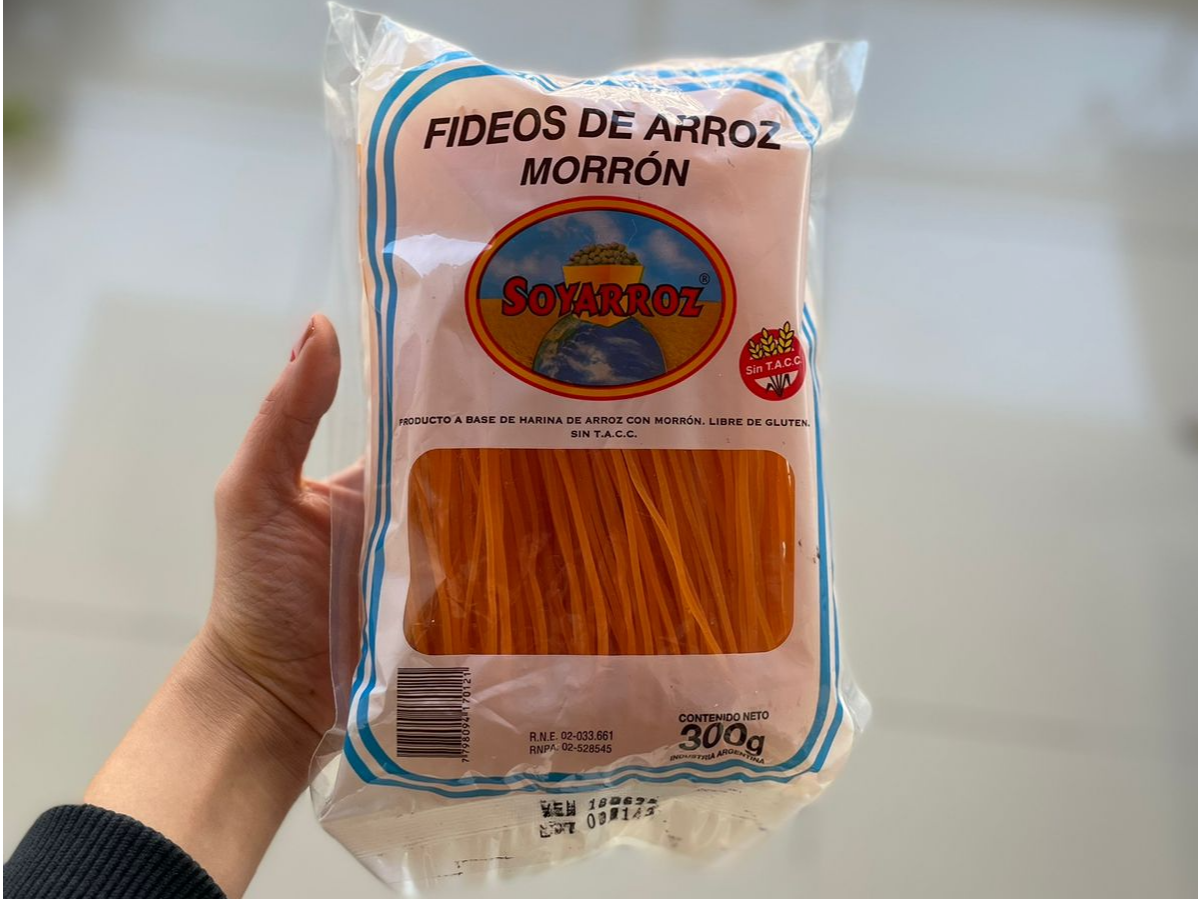 FIDEOS DE ARROZ
MORRÓN
SOYARROZ®
Sin T.A.C.C.
PRODUCTO A BASE DE HARINA DE ARROZ CON MORRÓN. LIBRE DE GLUTEN.
SIN T.A.C.C.
7798094170121
R.N.E. 02-033.661
RNPA. 02-528545
CONTENIDO NETO
300g
INDUSTRIA ARGENTINA